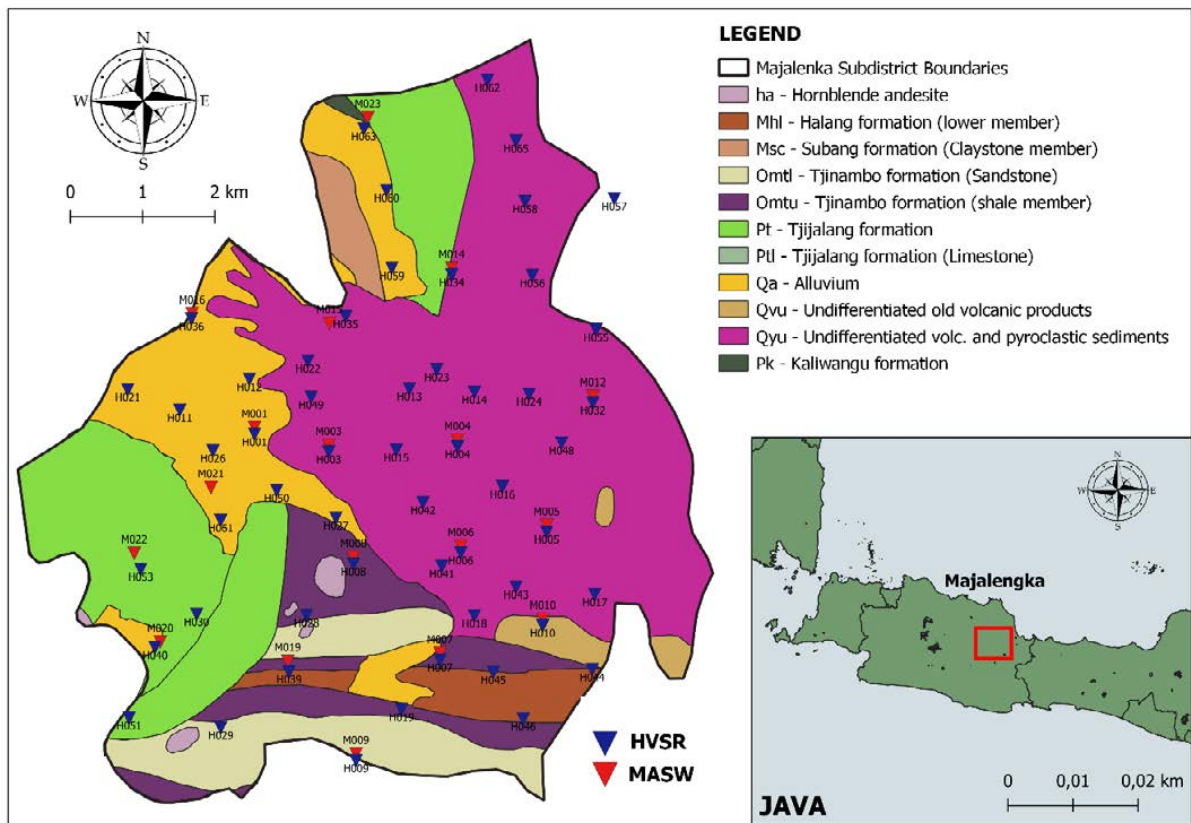 N
W
E
S
0 1 2 km
LEGEND
Majalenka Subdistrict Boundaries
ha - Hornblende andesite
Mhl - Halang formation (lower member)
Msc - Subang formation (Claystone member)
Omtl - Tjinambo formation (Sandstone)
Omtu - Tjinambo formation (shale member)
Pt - Tjijalang formation
Ptl - Tjijalang formation (Limestone)
Qa - Alluvium
Qvu - Undifferentiated old volcanic products
Qyu - Undifferentiated volc. and pyroclastic sediments
Pk - Kaliwangu formation
H062
M023
H063
H065
H060
H058
H057
M014
H059
H034
H056
M016
H036
H035
H055
H022
H023
H012
H021
H049
H013
H014
H024
M012
H032
H011
M001
H001
M003
H003
M004
H004
H026
H015
H048
M021
H050
H016
H042
H061
H027
M005
H005
M022
H053
M008
H008
M006
H006
H041
H043
H017
H030
H028
H018
M010
H010
M020
H040
M019
H039
M007
H007
H045
H044
H051
H029
H019
H046
M009
H009
HVSR
MASW
N
W
E
S
Majalengka
0 0,01 0,02 km
JAVA